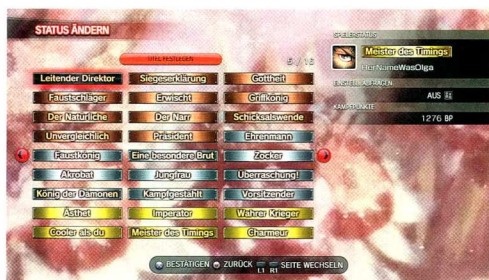 STATUS ÄNDERN
TITEL FESTLEGEN
5 / 16
Leitender Direktor Siegeserklärung Gottheit
Faustschläger Erwischt Griffkönig
Der Natürliche Der Narr Schicksalswende
Unvergleichlich Präsident Ehrenmann
Faustkönig Eine besondere Brut Zocker
Akrobat Jungfrau Überraschung!
König der Dämonen Kampfgestählt Vorsitzender
Ästhet Imperator Wahrer Krieger
Cooler als du Meister des Timings Charmeur
SPIELERSTATUS
Meister des Timings
HerNameWasOlga
EINSTELL. ABFRAGEN
AUS
KAMPFPUNKTE
1276 BP
BESTÄTIGEN ZURÜCK L1 R1 SEITE WECHSELN